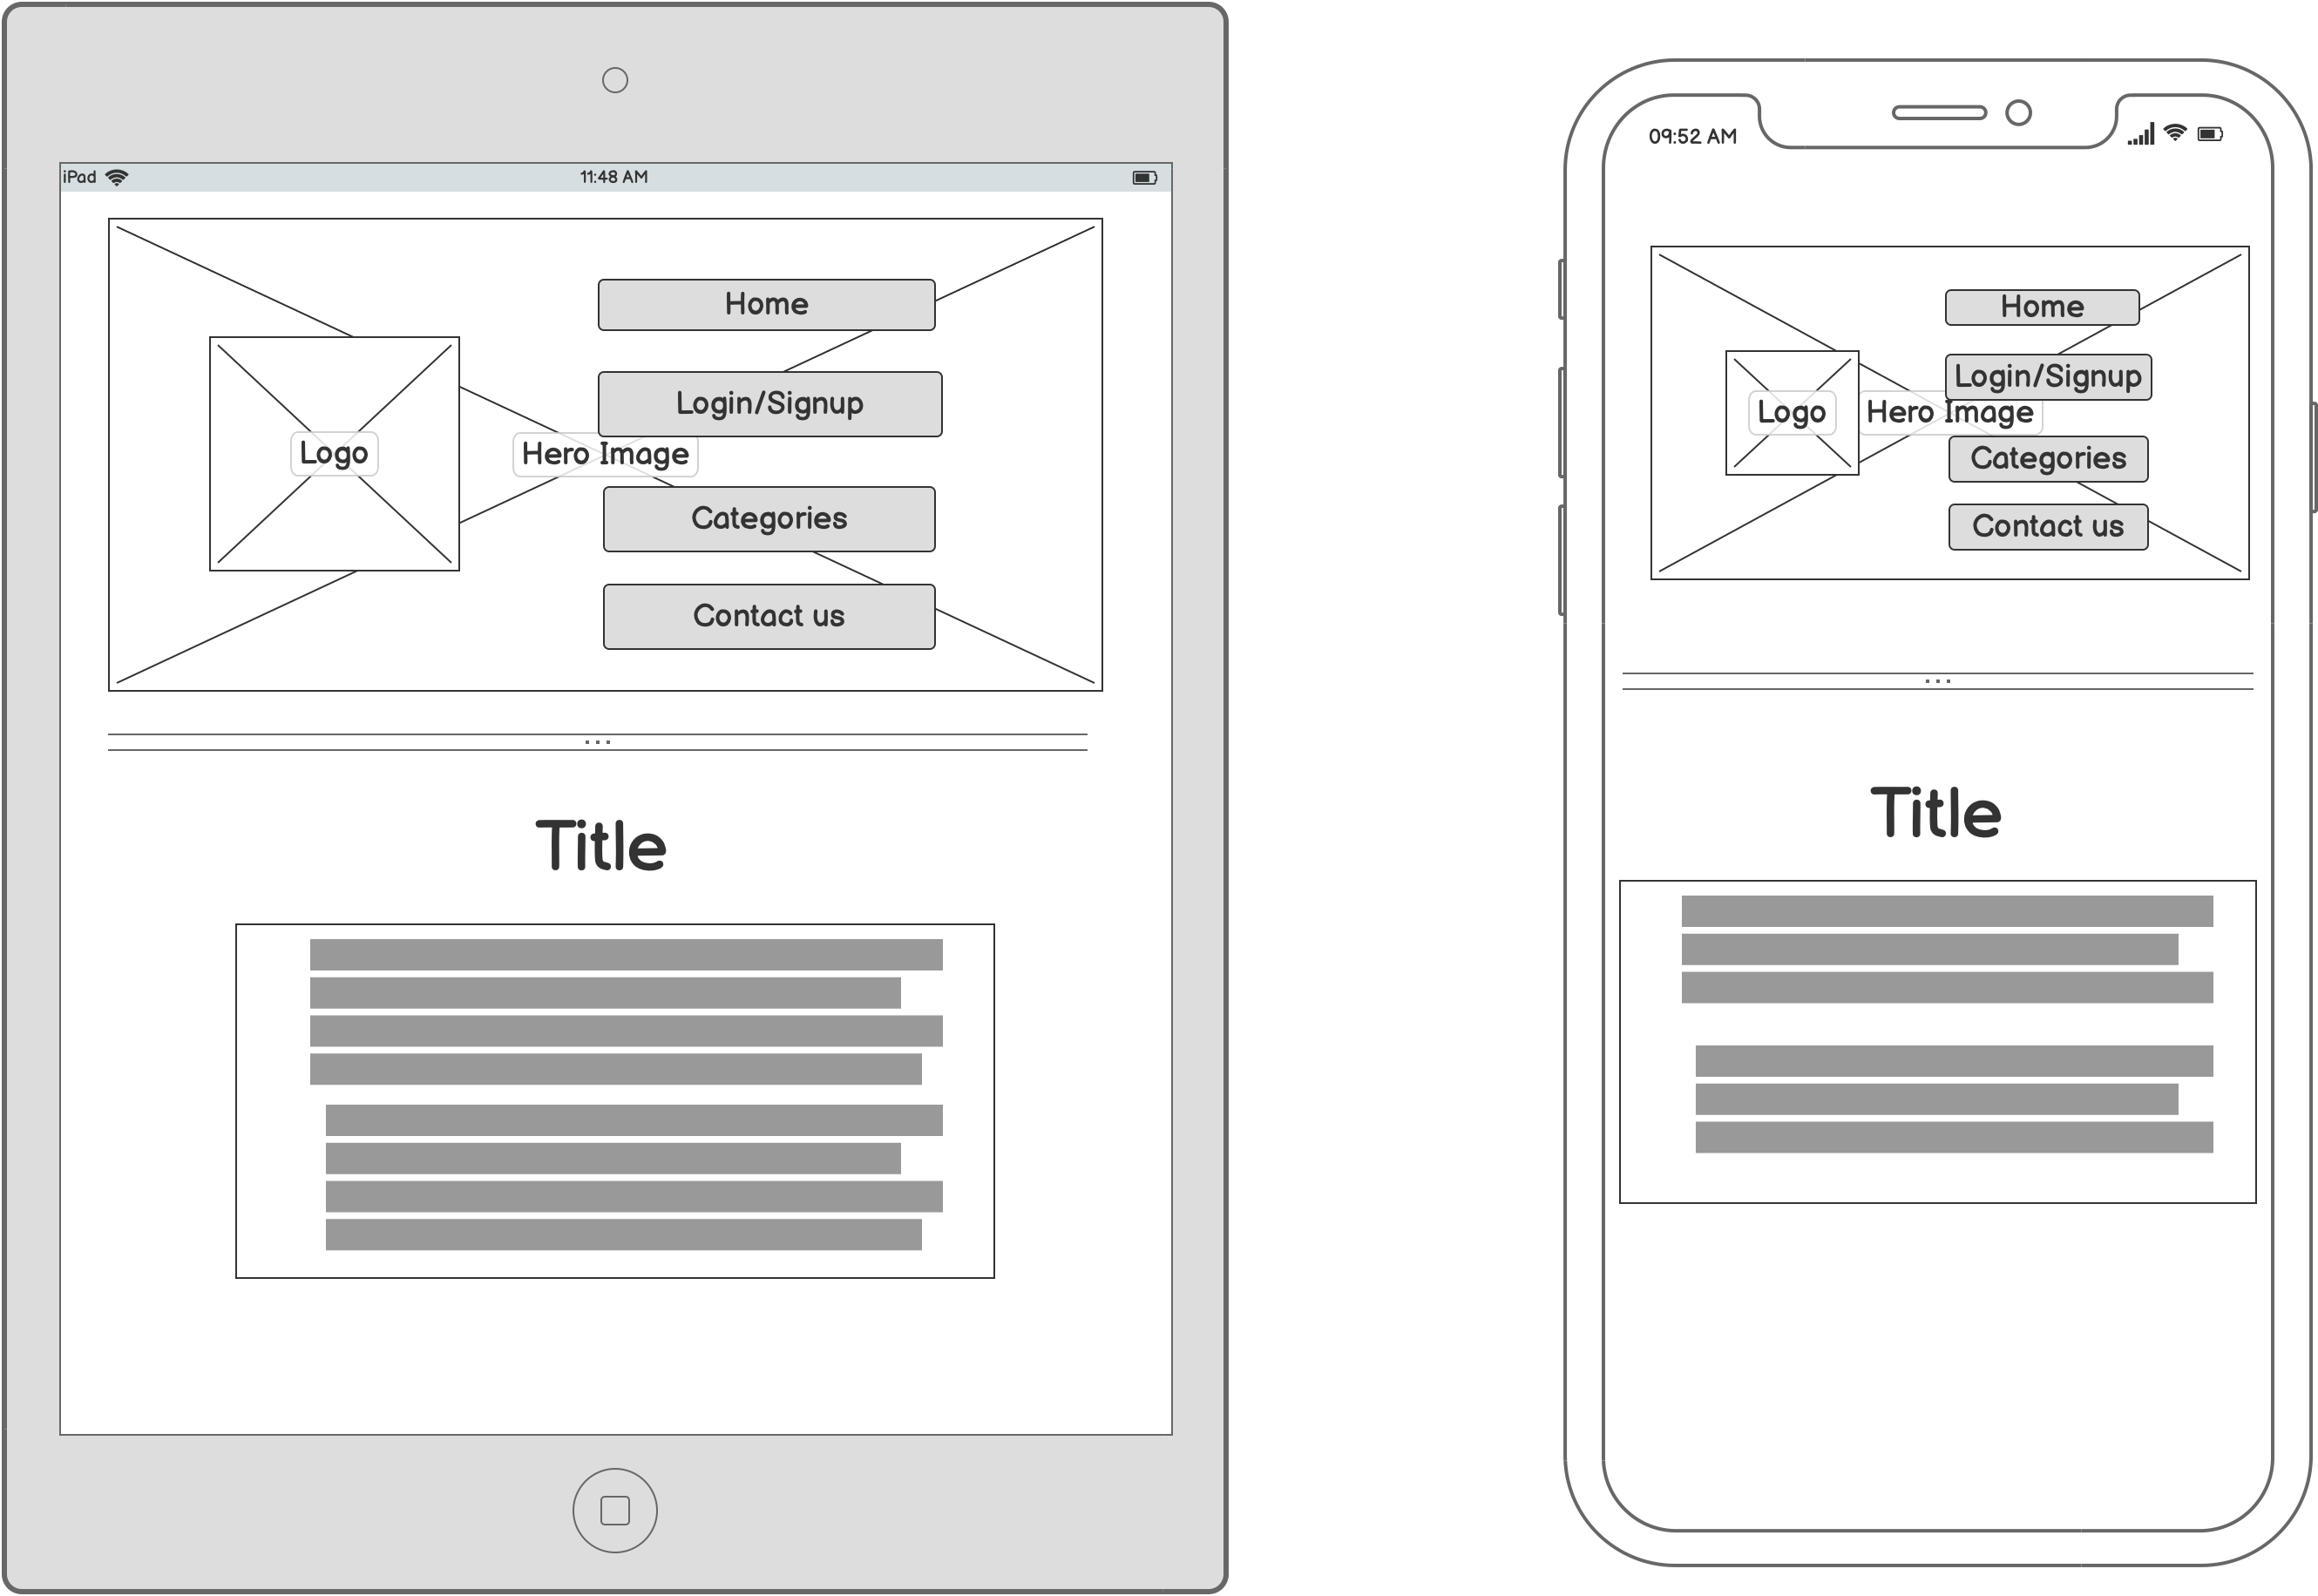 iPad
11:48 AM
Home
Login/Signup
Logo
Hero Image
Categories
Contact us
Title
09:52 AM
Home
Login/Signup
Logo
Hero Image
Categories
Contact us
Title